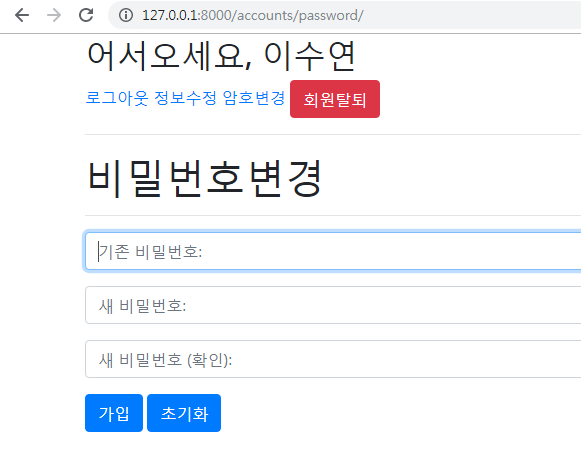 127.0.0.1:8000/accounts/password/
어서오세요, 이수연
로그아웃 정보수정 암호변경 회원탈퇴
비밀번호변경
기존 비밀번호:
새 비밀번호:
새 비밀번호 (확인):
가입 초기화